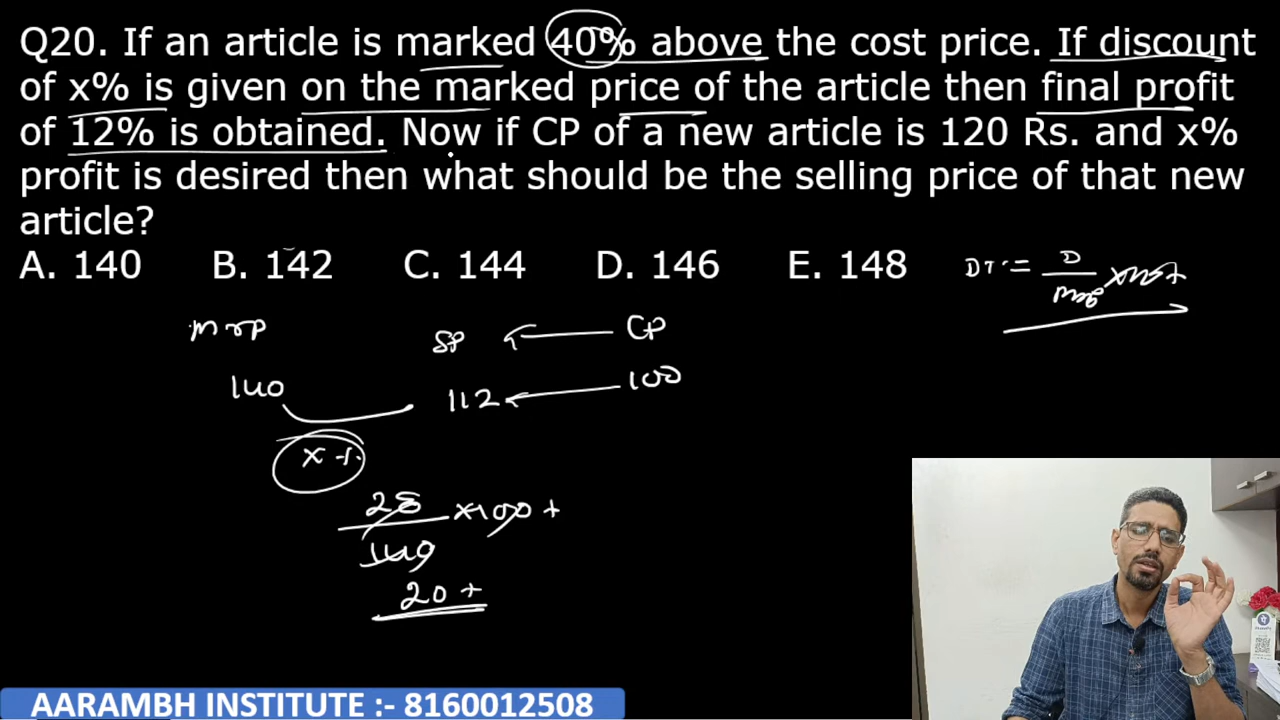 Q20. If an article is marked 40% above the cost price. If discount
of x% is given on the marked price of the article then final profit
of 12% is obtained. Now if CP of a new article is 120 Rs. and x%
profit is desired then what should be the selling price of that new
article?
A. 140 B. 142 C. 144 D. 146 E. 148
D%= D/mrp ×100%
mrp SP CP
140 112 100
x%
28/140 ×100%
20%
AARAMBH INSTITUTE :- 8160012508